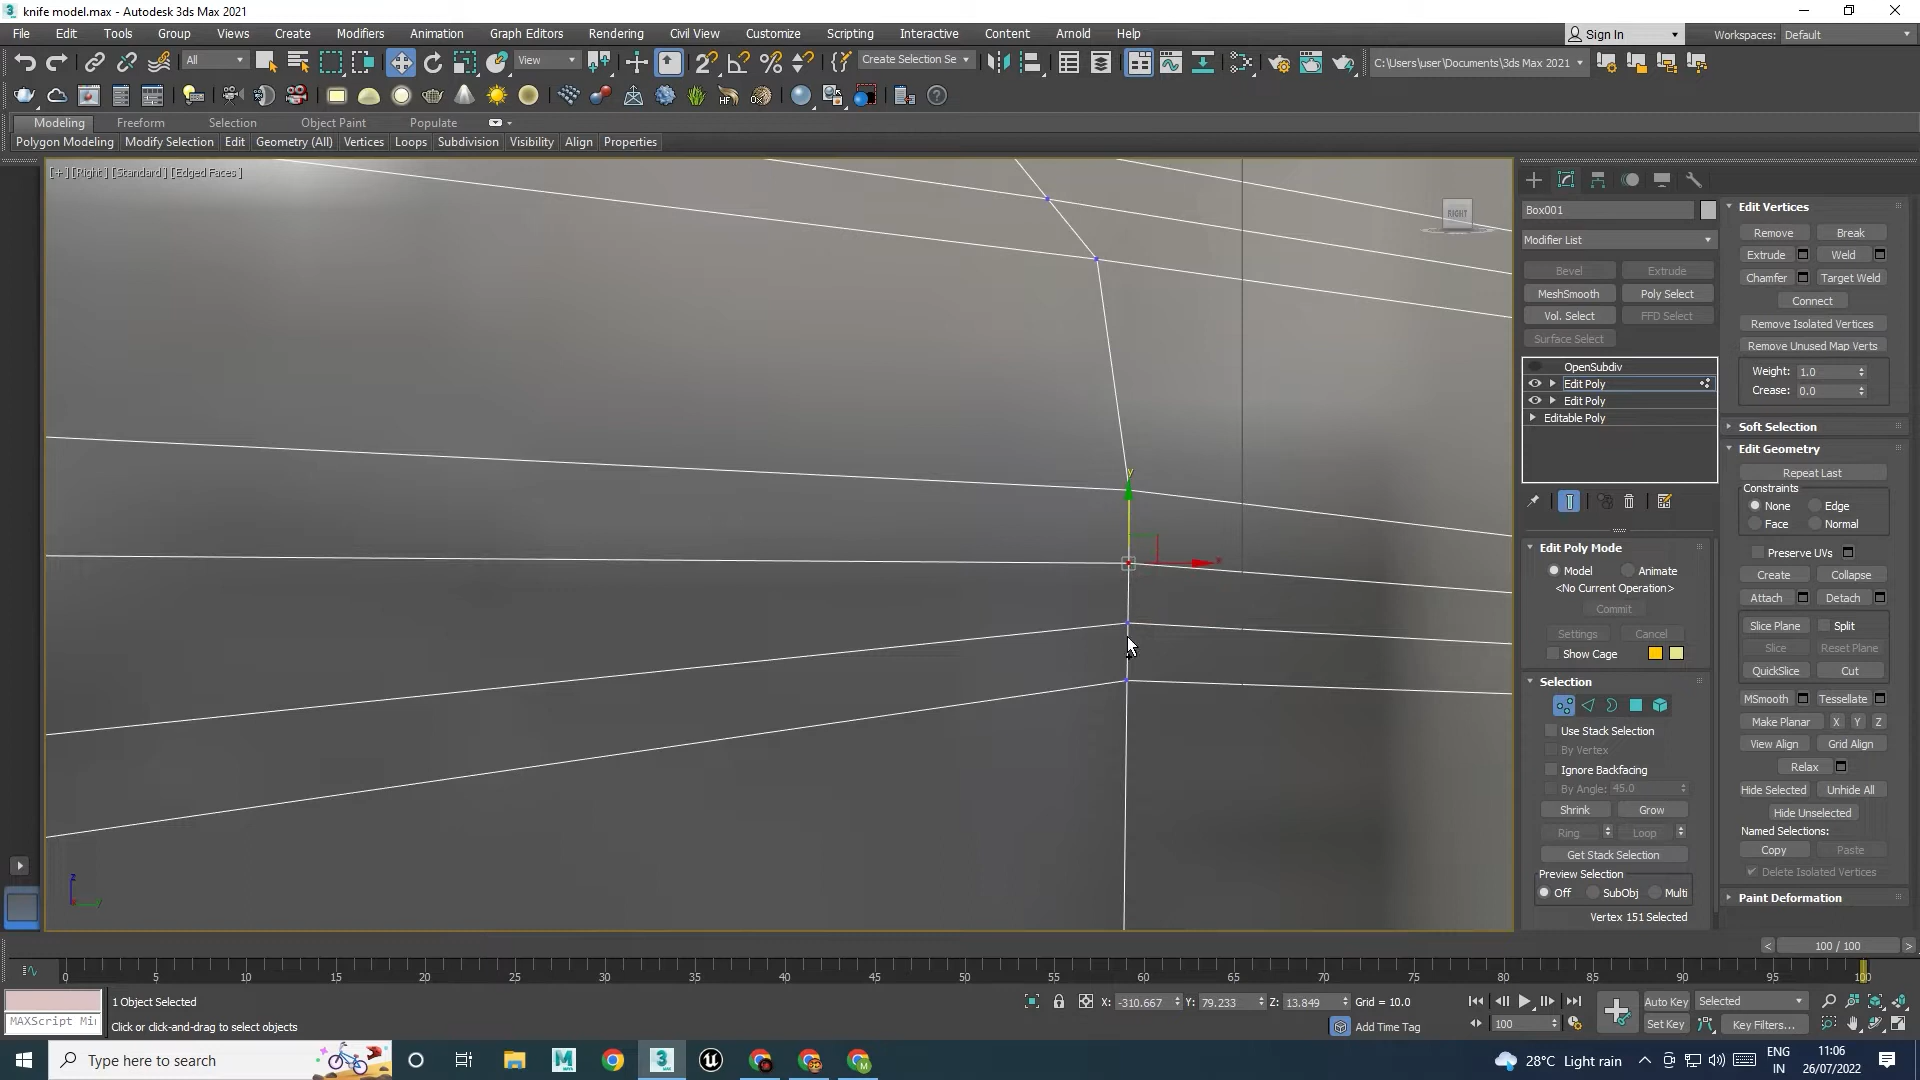 knife model.max - Autodesk 3ds Max 2021
File Edit Tools Group Views Create Modifiers Animation Graph Editors Rendering Civil View Customize Scripting Interactive Content Arnold Help
Sign In Workspaces: Default
All View Create Selection Se C:\Users\user\Documents\3ds Max 2021
Modeling Freeform Selection Object Paint Populate
Polygon Modeling Modify Selection Edit Geometry (All) Vertices Loops Subdivision Visibility Align Properties
[+] [Right] [Standard] [Edged Faces]
RIGHT
y
x
z
Box001
Modifier List
Bevel Extrude
MeshSmooth Poly Select
Vol. Select FFD Select
Surface Select
OpenSubdiv
Edit Poly
Edit Poly
Editable Poly
Edit Poly Mode
Model Animate
<No Current Operation>
Commit
Settings Cancel
Show Cage
Selection
Use Stack Selection
By Vertex
Ignore Backfacing
By Angle: 45.0
Shrink Grow
Ring Loop
Get Stack Selection
Preview Selection
Off SubObj Multi
Vertex 151 Selected
Edit Vertices
Remove Break
Extrude Weld
Chamfer Target Weld
Connect
Remove Isolated Vertices
Remove Unused Map Verts
Weight: 1.0
Crease: 0.0
Soft Selection
Edit Geometry
Repeat Last
Constraints
None Edge
Face Normal
Preserve UVs
Create Collapse
Attach Detach
Slice Plane Split
Slice Reset Plane
QuickSlice Cut
MSmooth Tessellate
Make Planar X Y Z
View Align Grid Align
Relax
Hide Selected Unhide All
Hide Unselected
Named Selections:
Copy Paste
Delete Isolated Vertices
Paint Deformation
100 / 100
0 5 10 15 20 25 30 35 40 45 50 55 60 65 70 75 80 85 90 95 100
1 Object Selected X: -310.667 Y: 79.233 Z: 13.849 Grid = 10.0 Auto Key Selected
MAXScript Mi Click or click-and-drag to select objects Add Time Tag 100 Set Key Key Filters...
Type here to search 28°C Light rain ENG IN 11:06 26/07/2022